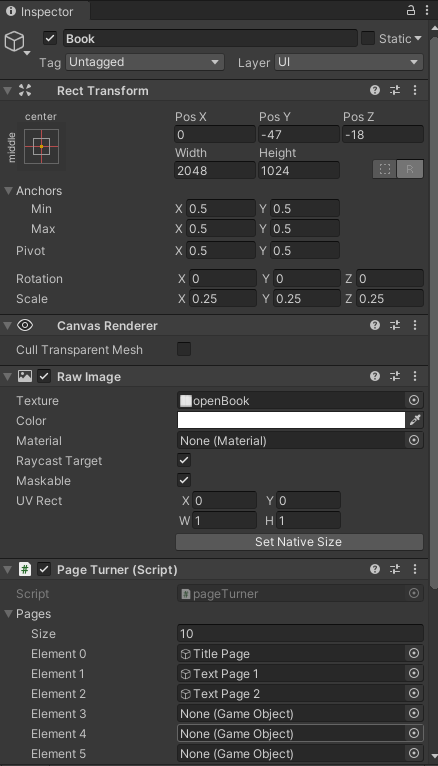 Inspector
Book Static
Tag Untagged Layer UI
Rect Transform
center
middle
Pos X Pos Y Pos Z
0 -47 -18
Width Height
2048 1024
R
Anchors
Min X 0.5 Y 0.5
Max X 0.5 Y 0.5
Pivot X 0.5 Y 0.5
Rotation X 0 Y 0 Z 0
Scale X 0.25 Y 0.25 Z 0.25
Canvas Renderer
Cull Transparent Mesh
Raw Image
Texture openBook
Color
Material None (Material)
Raycast Target
Maskable
UV Rect X 0 Y 0
W 1 H 1
Set Native Size
# Page Turner (Script)
Script # pageTurner
Pages
Size 10
Element 0 Title Page
Element 1 Text Page 1
Element 2 Text Page 2
Element 3 None (Game Object)
Element 4 None (Game Object)
Element 5 None (Game Object)